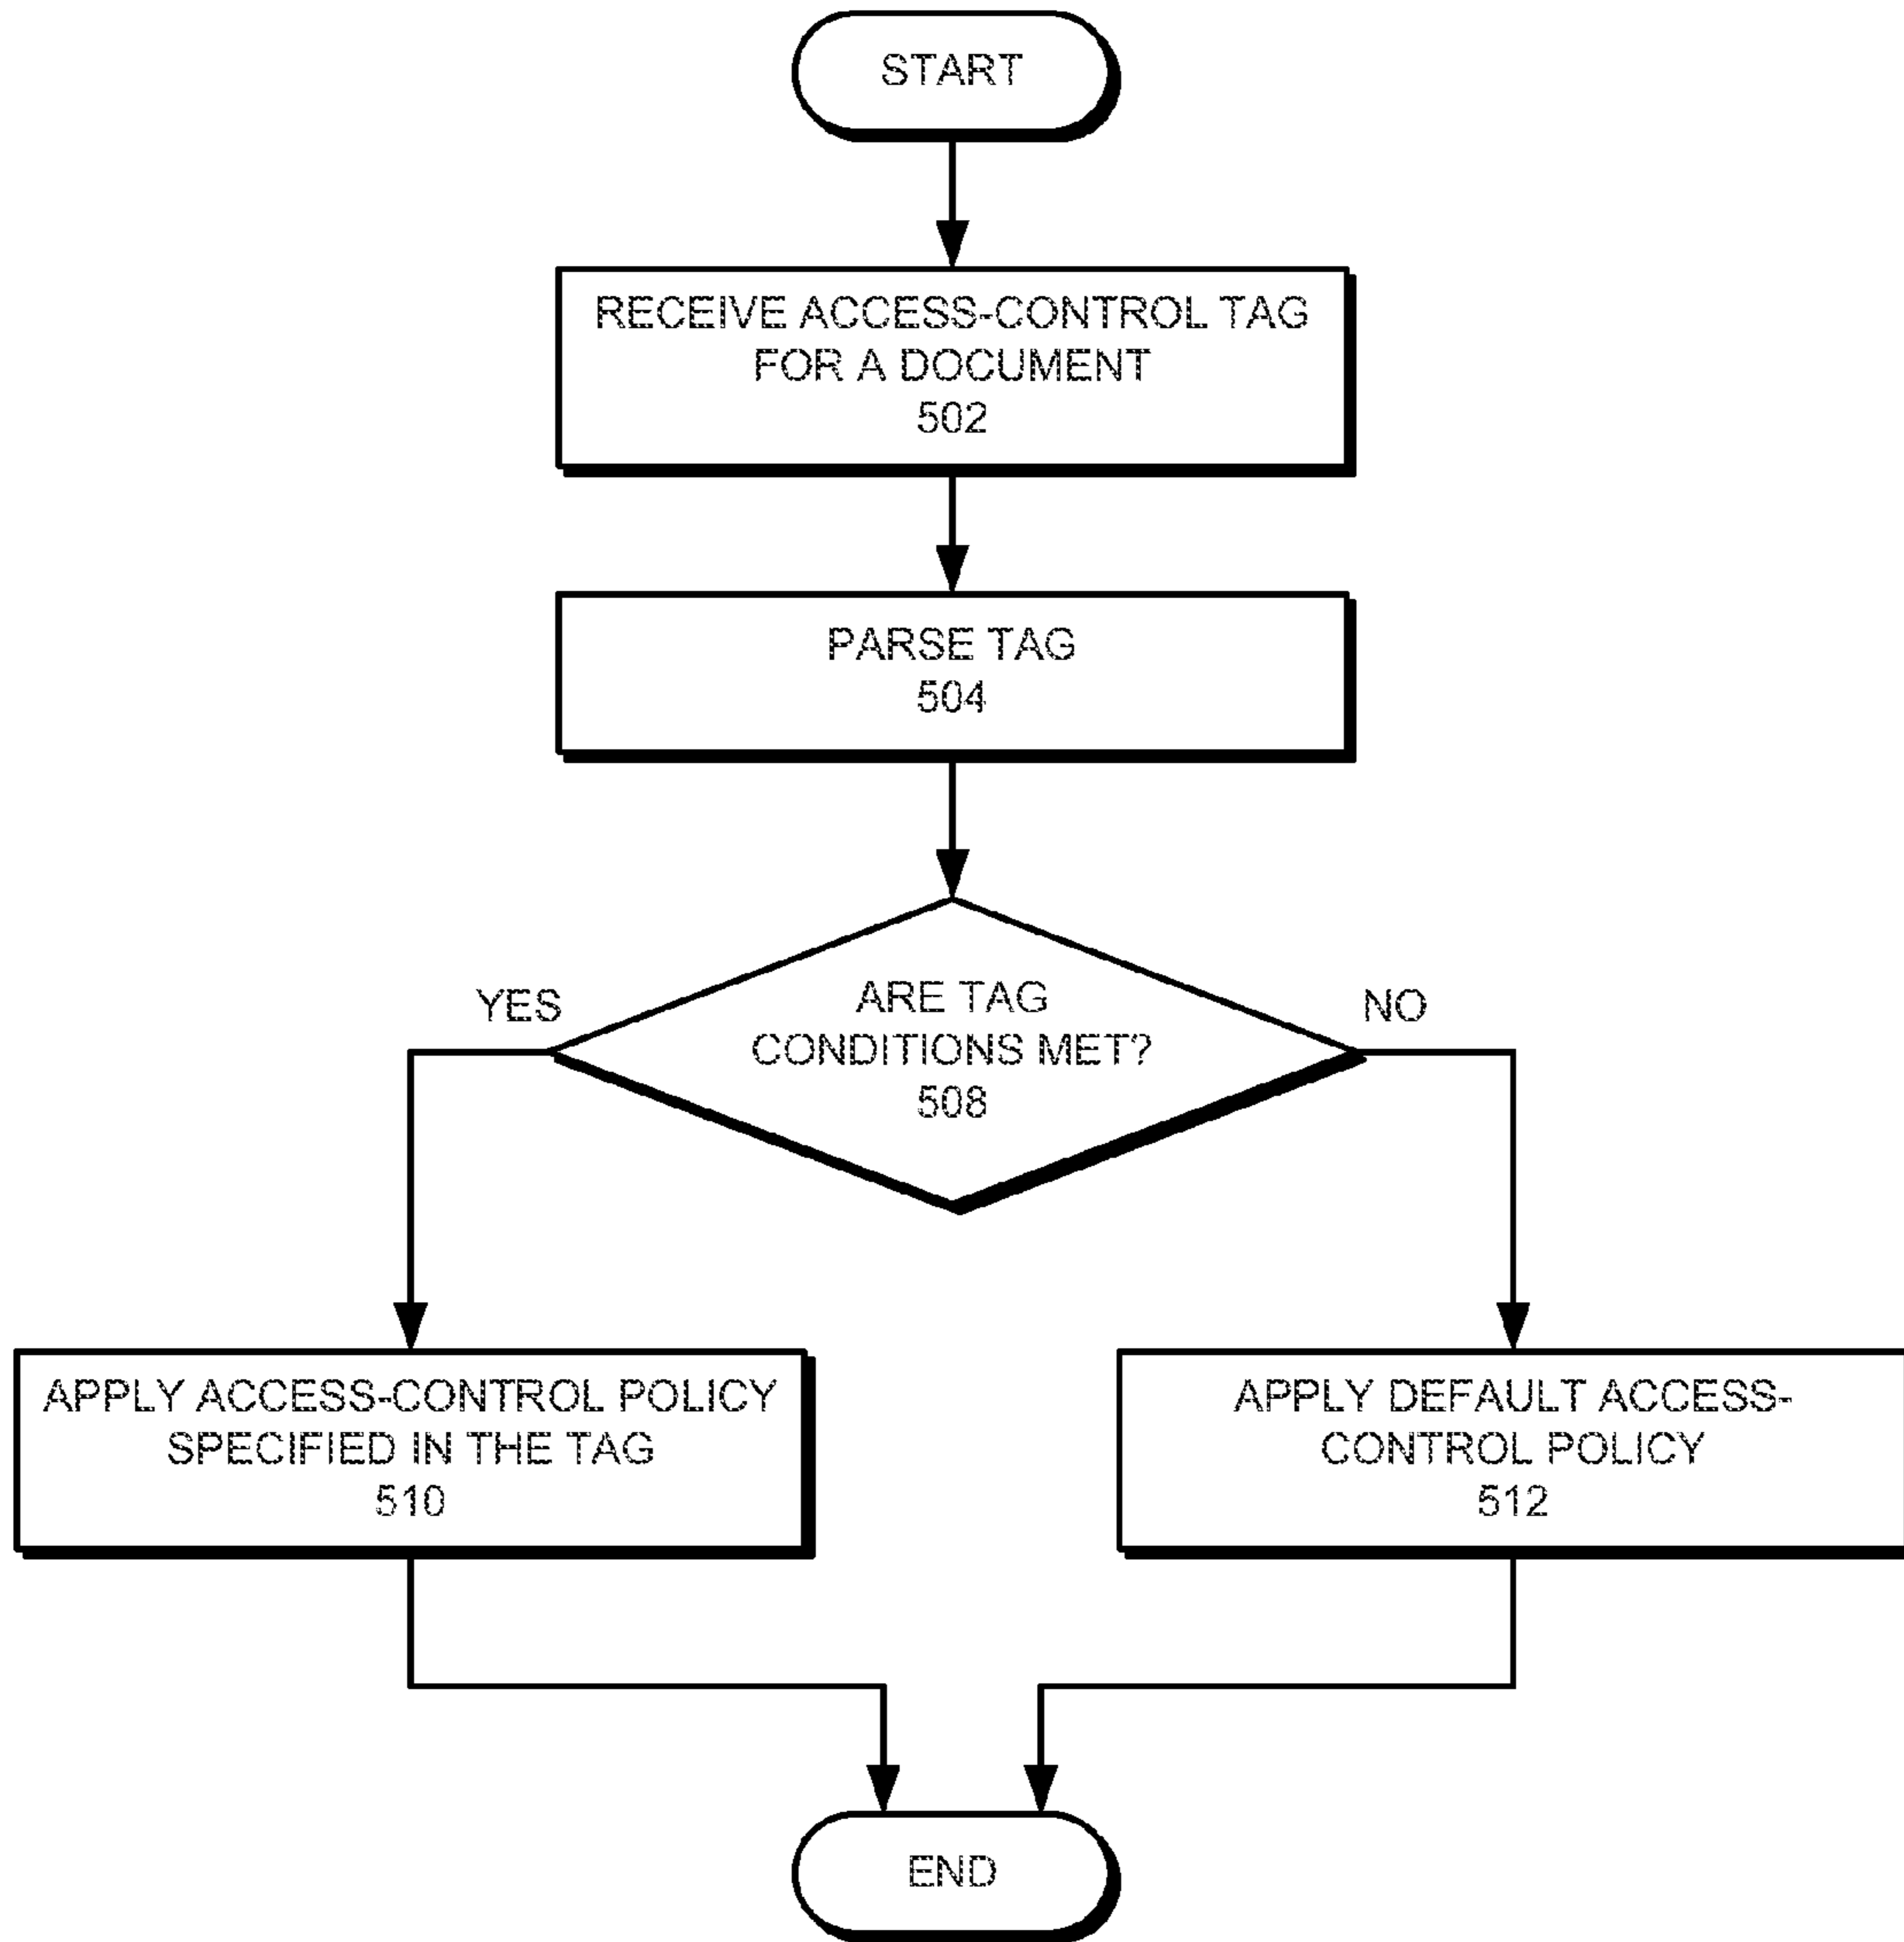 START
RECEIVE ACCESS-CONTROL TAG
FOR A DOCUMENT
502
PARSE TAG
504
YES
ARE TAG
CONDITIONS MET?
508
NO
APPLY ACCESS-CONTROL POLICY
SPECIFIED IN THE TAG
510
APPLY DEFAULT ACCESS-
CONTROL POLICY
512
END